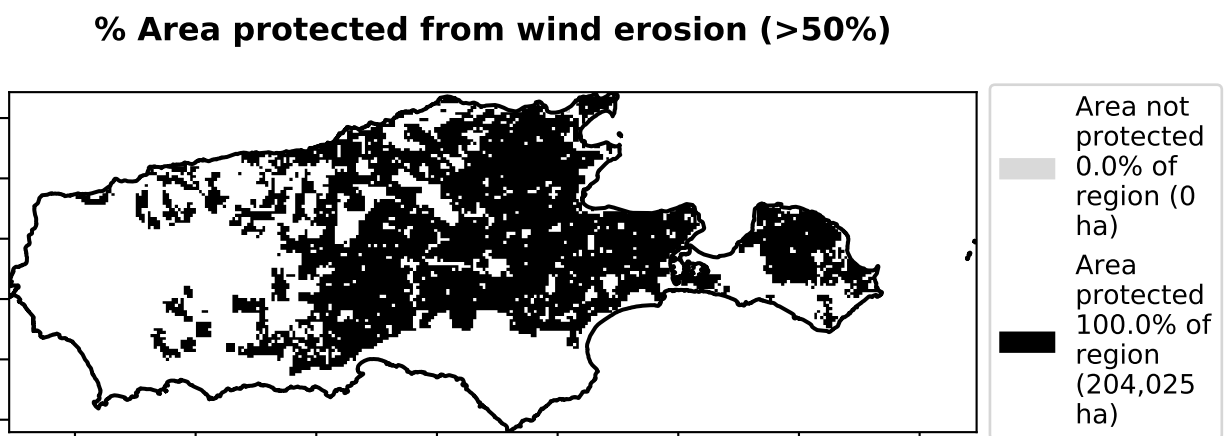 % Area protected from wind erosion (>50%)
Area not
protected
0.0% of
region (0
ha)
Area
protected
100.0% of
region
(204,025
ha)